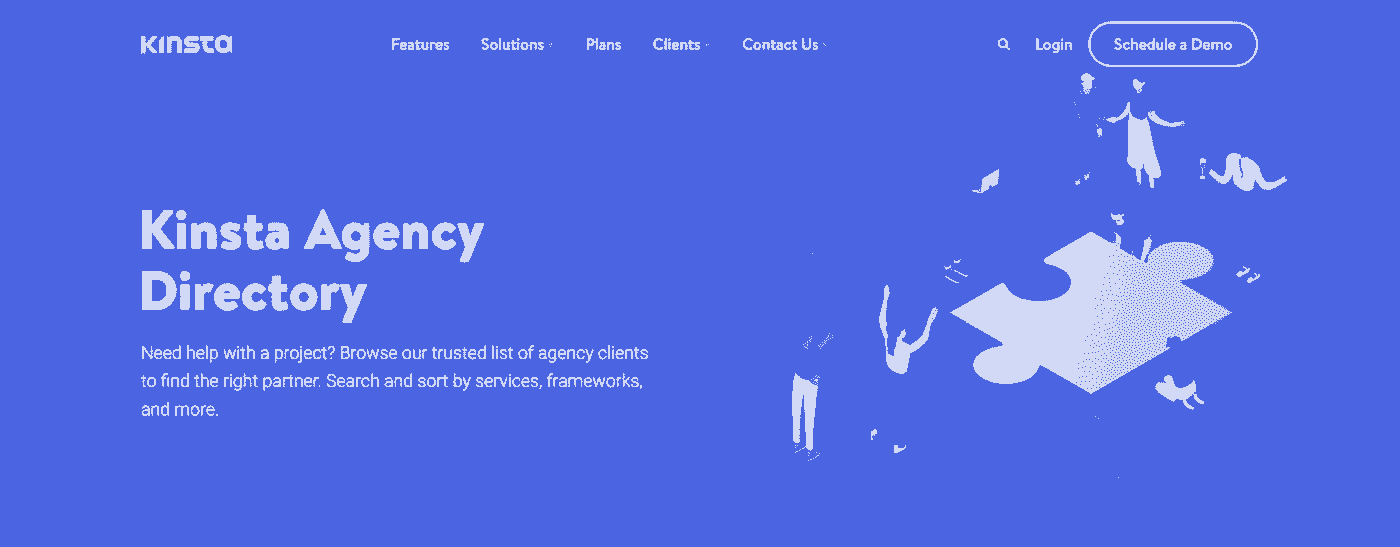 Kinsta
Features Solutions Plans Clients Contact Us Login Schedule a Demo
Kinsta Agency
Directory
Need help with a project? Browse our trusted list of agency clients
to find the right partner. Search and sort by services, frameworks,
and more.